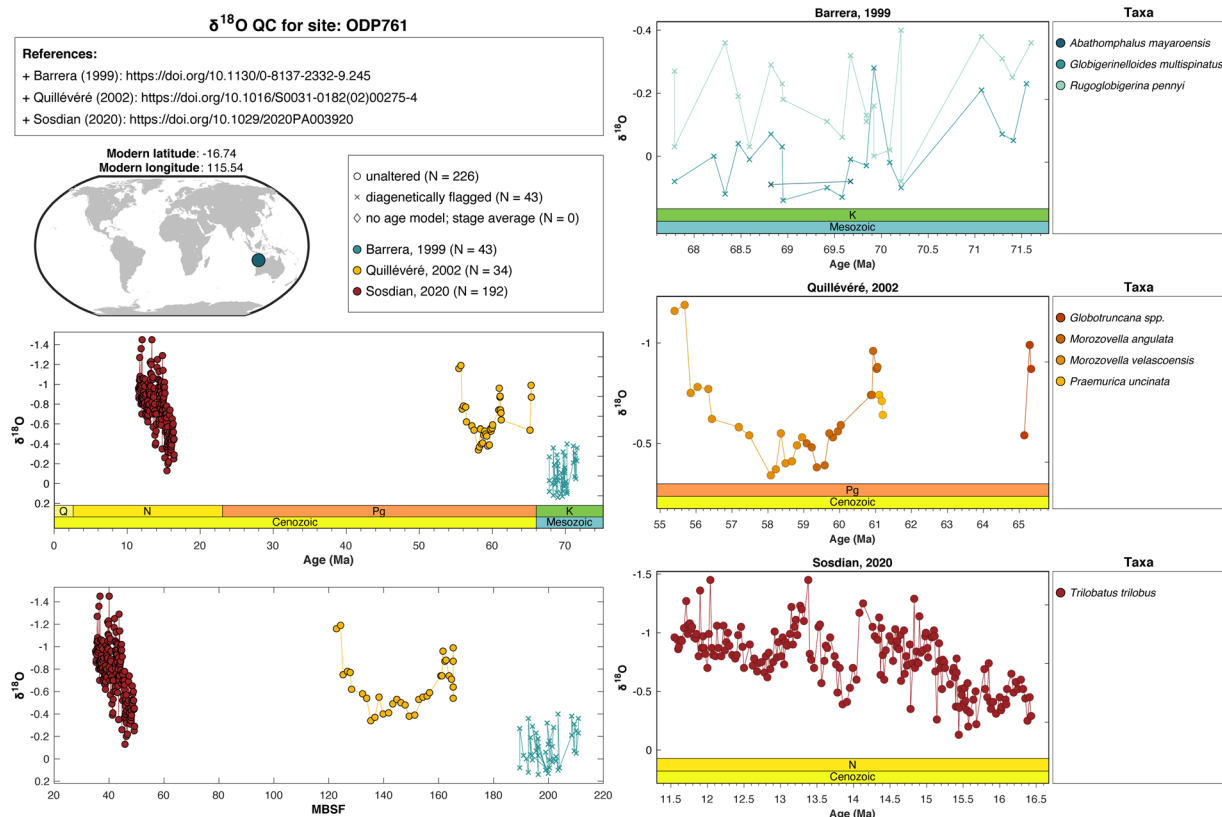 δ18O QC for site: ODP761
References:
+ Barrera (1999): https://doi.org/10.1130/0-8137-2332-9.245
+ Quillévéré (2002): https://doi.org/10.1016/S0031-0182(02)00275-4
+ Sosdian (2020): https://doi.org/10.1029/2020PA003920
Modern latitude: -16.74
Modern longitude: 115.54
unaltered (N = 226)
diagenetically flagged (N = 43)
no age model; stage average (N = 0)
Barrera, 1999 (N = 43)
Quillévéré, 2002 (N = 34)
Sosdian, 2020 (N = 192)
-1.4
-1.2
-1
-0.8
-0.6
-0.4
-0.2
0
0.2
δ18O
Q N Pg K
Cenozoic Mesozoic
0 10 20 30 40 50 60 70
Age (Ma)
-1.4
-1.2
-1
-0.8
-0.6
-0.4
-0.2
0
0.2
δ18O
20 40 60 80 100 120 140 160 180 200 220
MBSF
Barrera, 1999
-0.4
-0.2
0
δ18O
K
Mesozoic
68 68.5 69 69.5 70 70.5 71 71.5
Age (Ma)
Taxa
Abathomphalus mayaroensis
Globigerinelloides multispinatus
Rugoglobigerina pennyi
Quillévéré, 2002
-1
-0.5
δ18O
Pg
Cenozoic
55 56 57 58 59 60 61 62 63 64 65
Age (Ma)
Taxa
Globotruncana spp.
Morozovella angulata
Morozovella velascoensis
Praemurica uncinata
Sosdian, 2020
-1.5
-1
-0.5
0
δ18O
N
Cenozoic
11.5 12 12.5 13 13.5 14 14.5 15 15.5 16 16.5
Age (Ma)
Taxa
Trilobatus trilobus